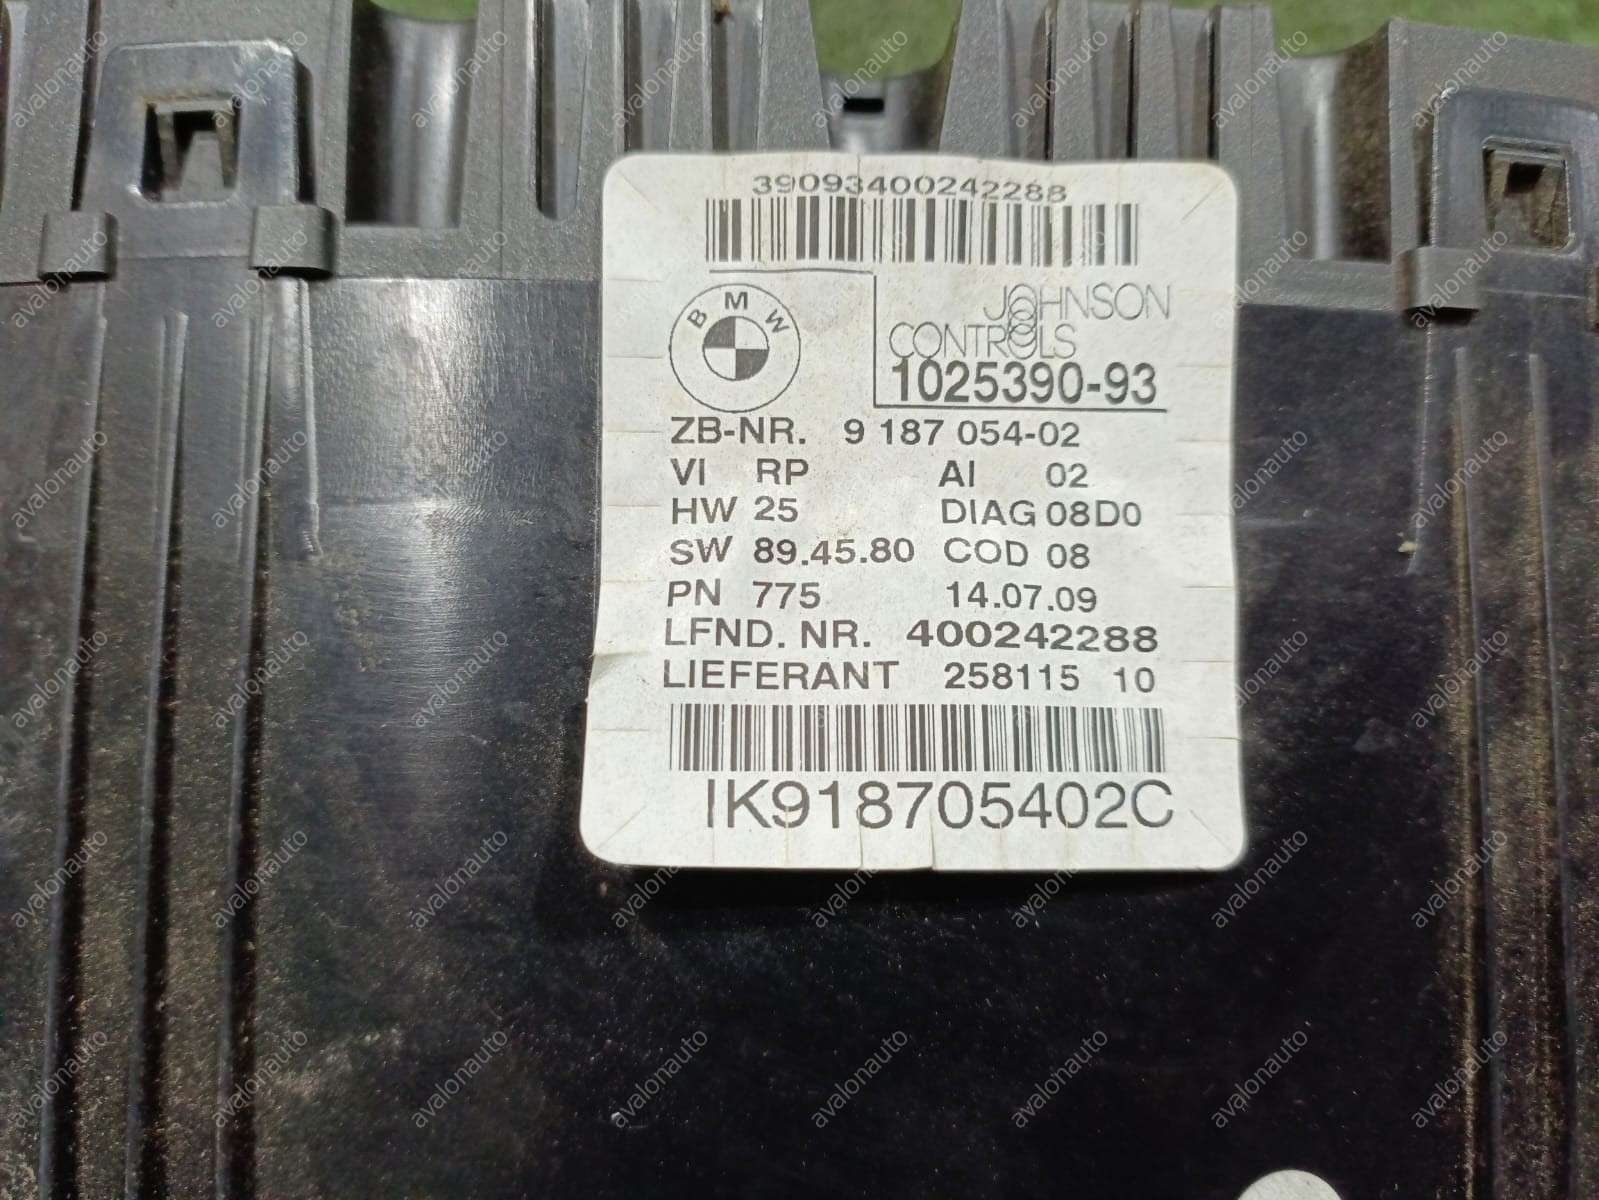 39093400242288
BMW
JOHNSON
CONTROLS
1025390-93
ZB-NR. 9 187 054-02
VI RP AI 02
HW 25 DIAG 08D0
SW 89.45.80 COD 08
PN 775 14.07.09
LFND. NR. 400242288
LIEFERANT 258115 10
IK918705402C
avalonauto